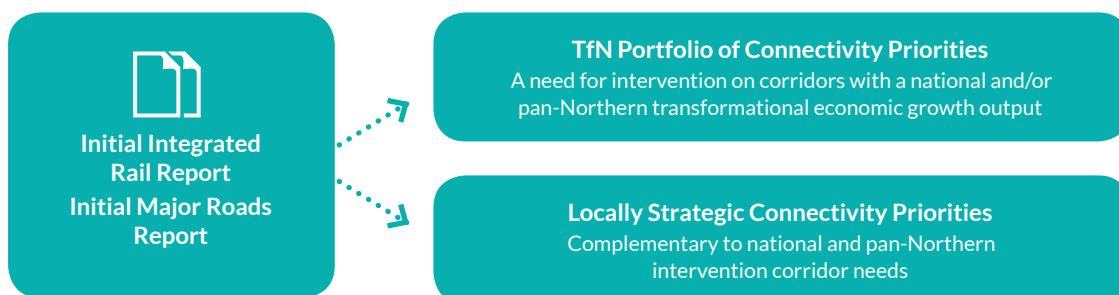 Initial Integrated
Rail Report
Initial Major Roads
Report
TfN Portfolio of Connectivity Priorities
A need for intervention on corridors with a national and/or
pan-Northern transformational economic growth output
Locally Strategic Connectivity Priorities
Complementary to national and pan-Northern
intervention corridor needs